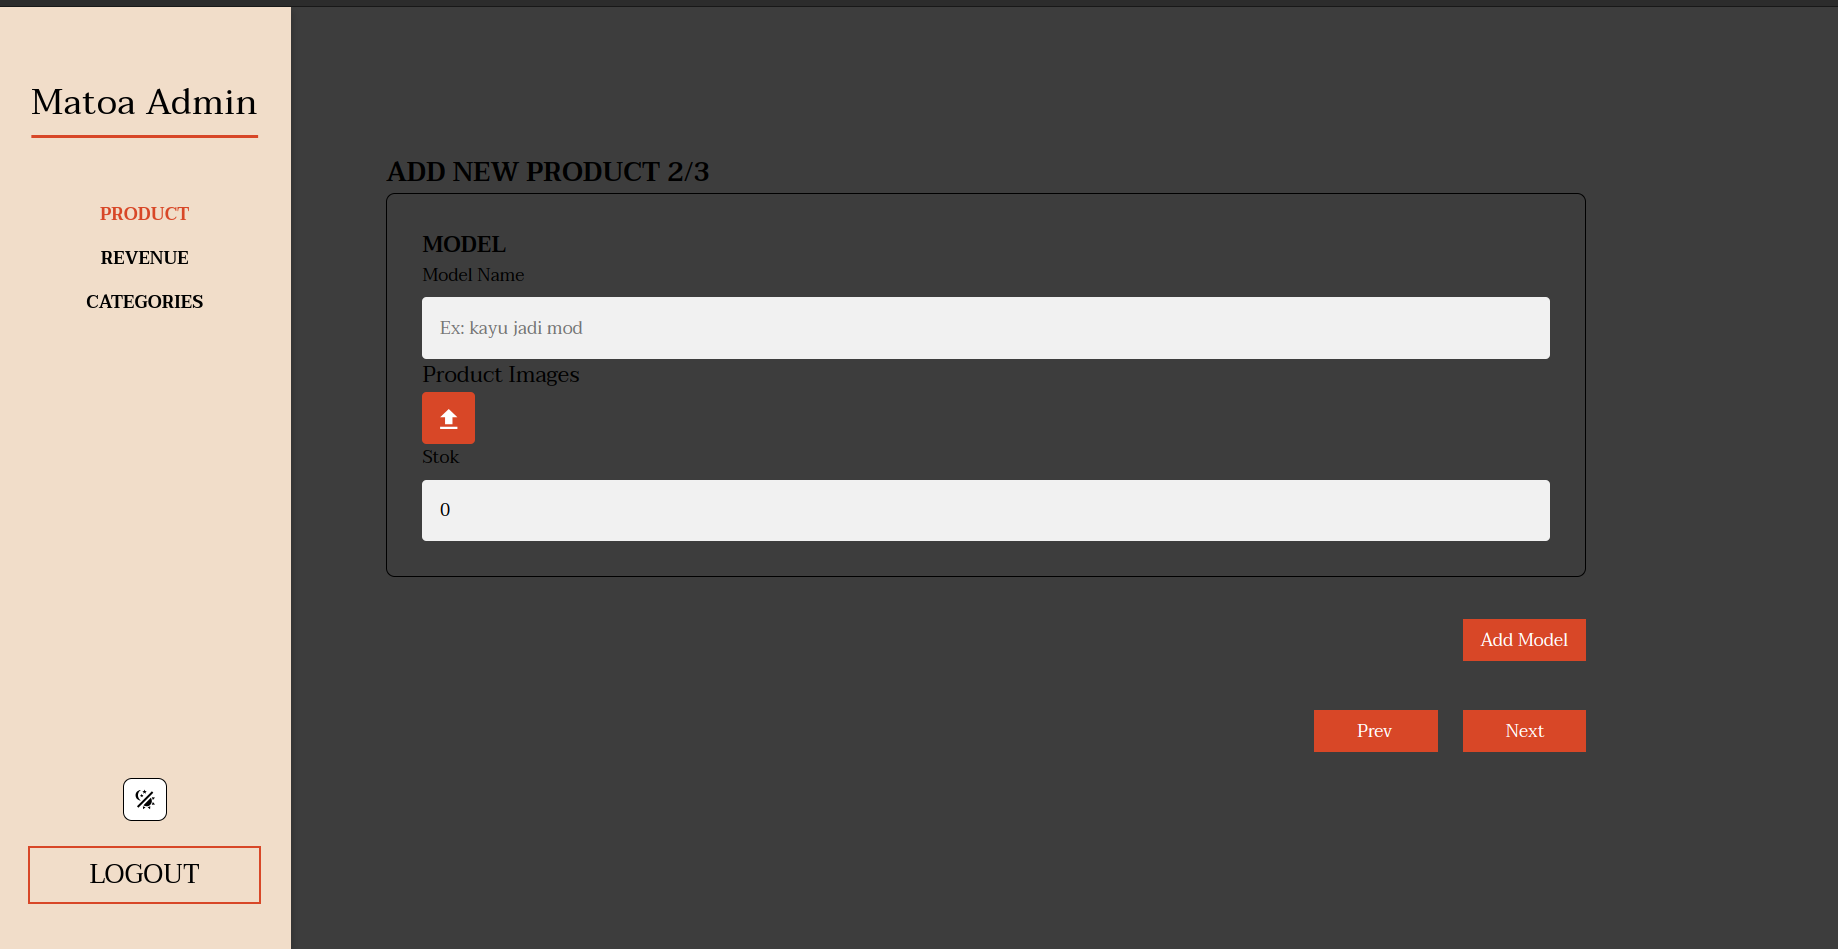 Matoa Admin
PRODUCT
REVENUE
CATEGORIES
LOGOUT
ADD NEW PRODUCT 2/3
MODEL
Model Name
Ex: kayu jadi mod
Product Images
Stok
0
Add Model
Prev
Next